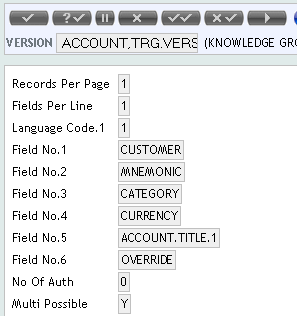 VERSION ACCOUNT,TRG.VERS (KNOWLEDGE GRO
Records Per Page 1
Fields Per Line 1
Language Code.1 1
Field No.1 CUSTOMER
Field No.2 MNEMONIC
Field No.3 CATEGORY
Field No.4 CURRENCY
Field No.5 ACCOUNT.TITLE.1
Field No.6 OVERRIDE
No Of Auth 0
Multi Possible Y